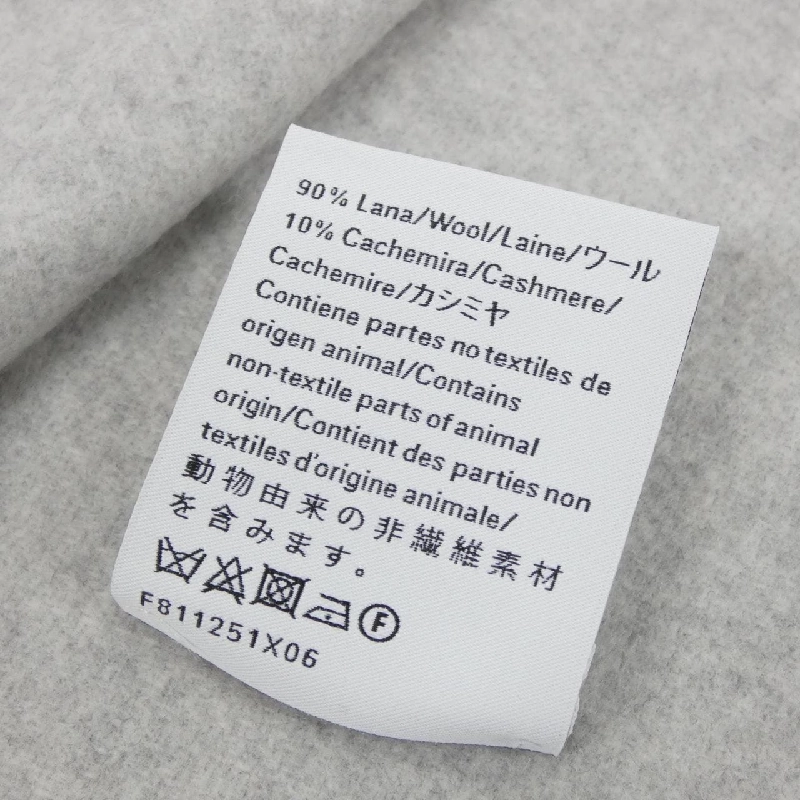 90% Lana/Wool/Laine/ウール
10% Cachemira/Cashmere/
Cachemire/カシミヤ
Contiene partes no textiles de
origen animal/Contains
non-textile parts of animal
origin/Contient des parties non
textiles d'origine animale/
動物由来の非繊維素材
を含みます。
F
F811251X06